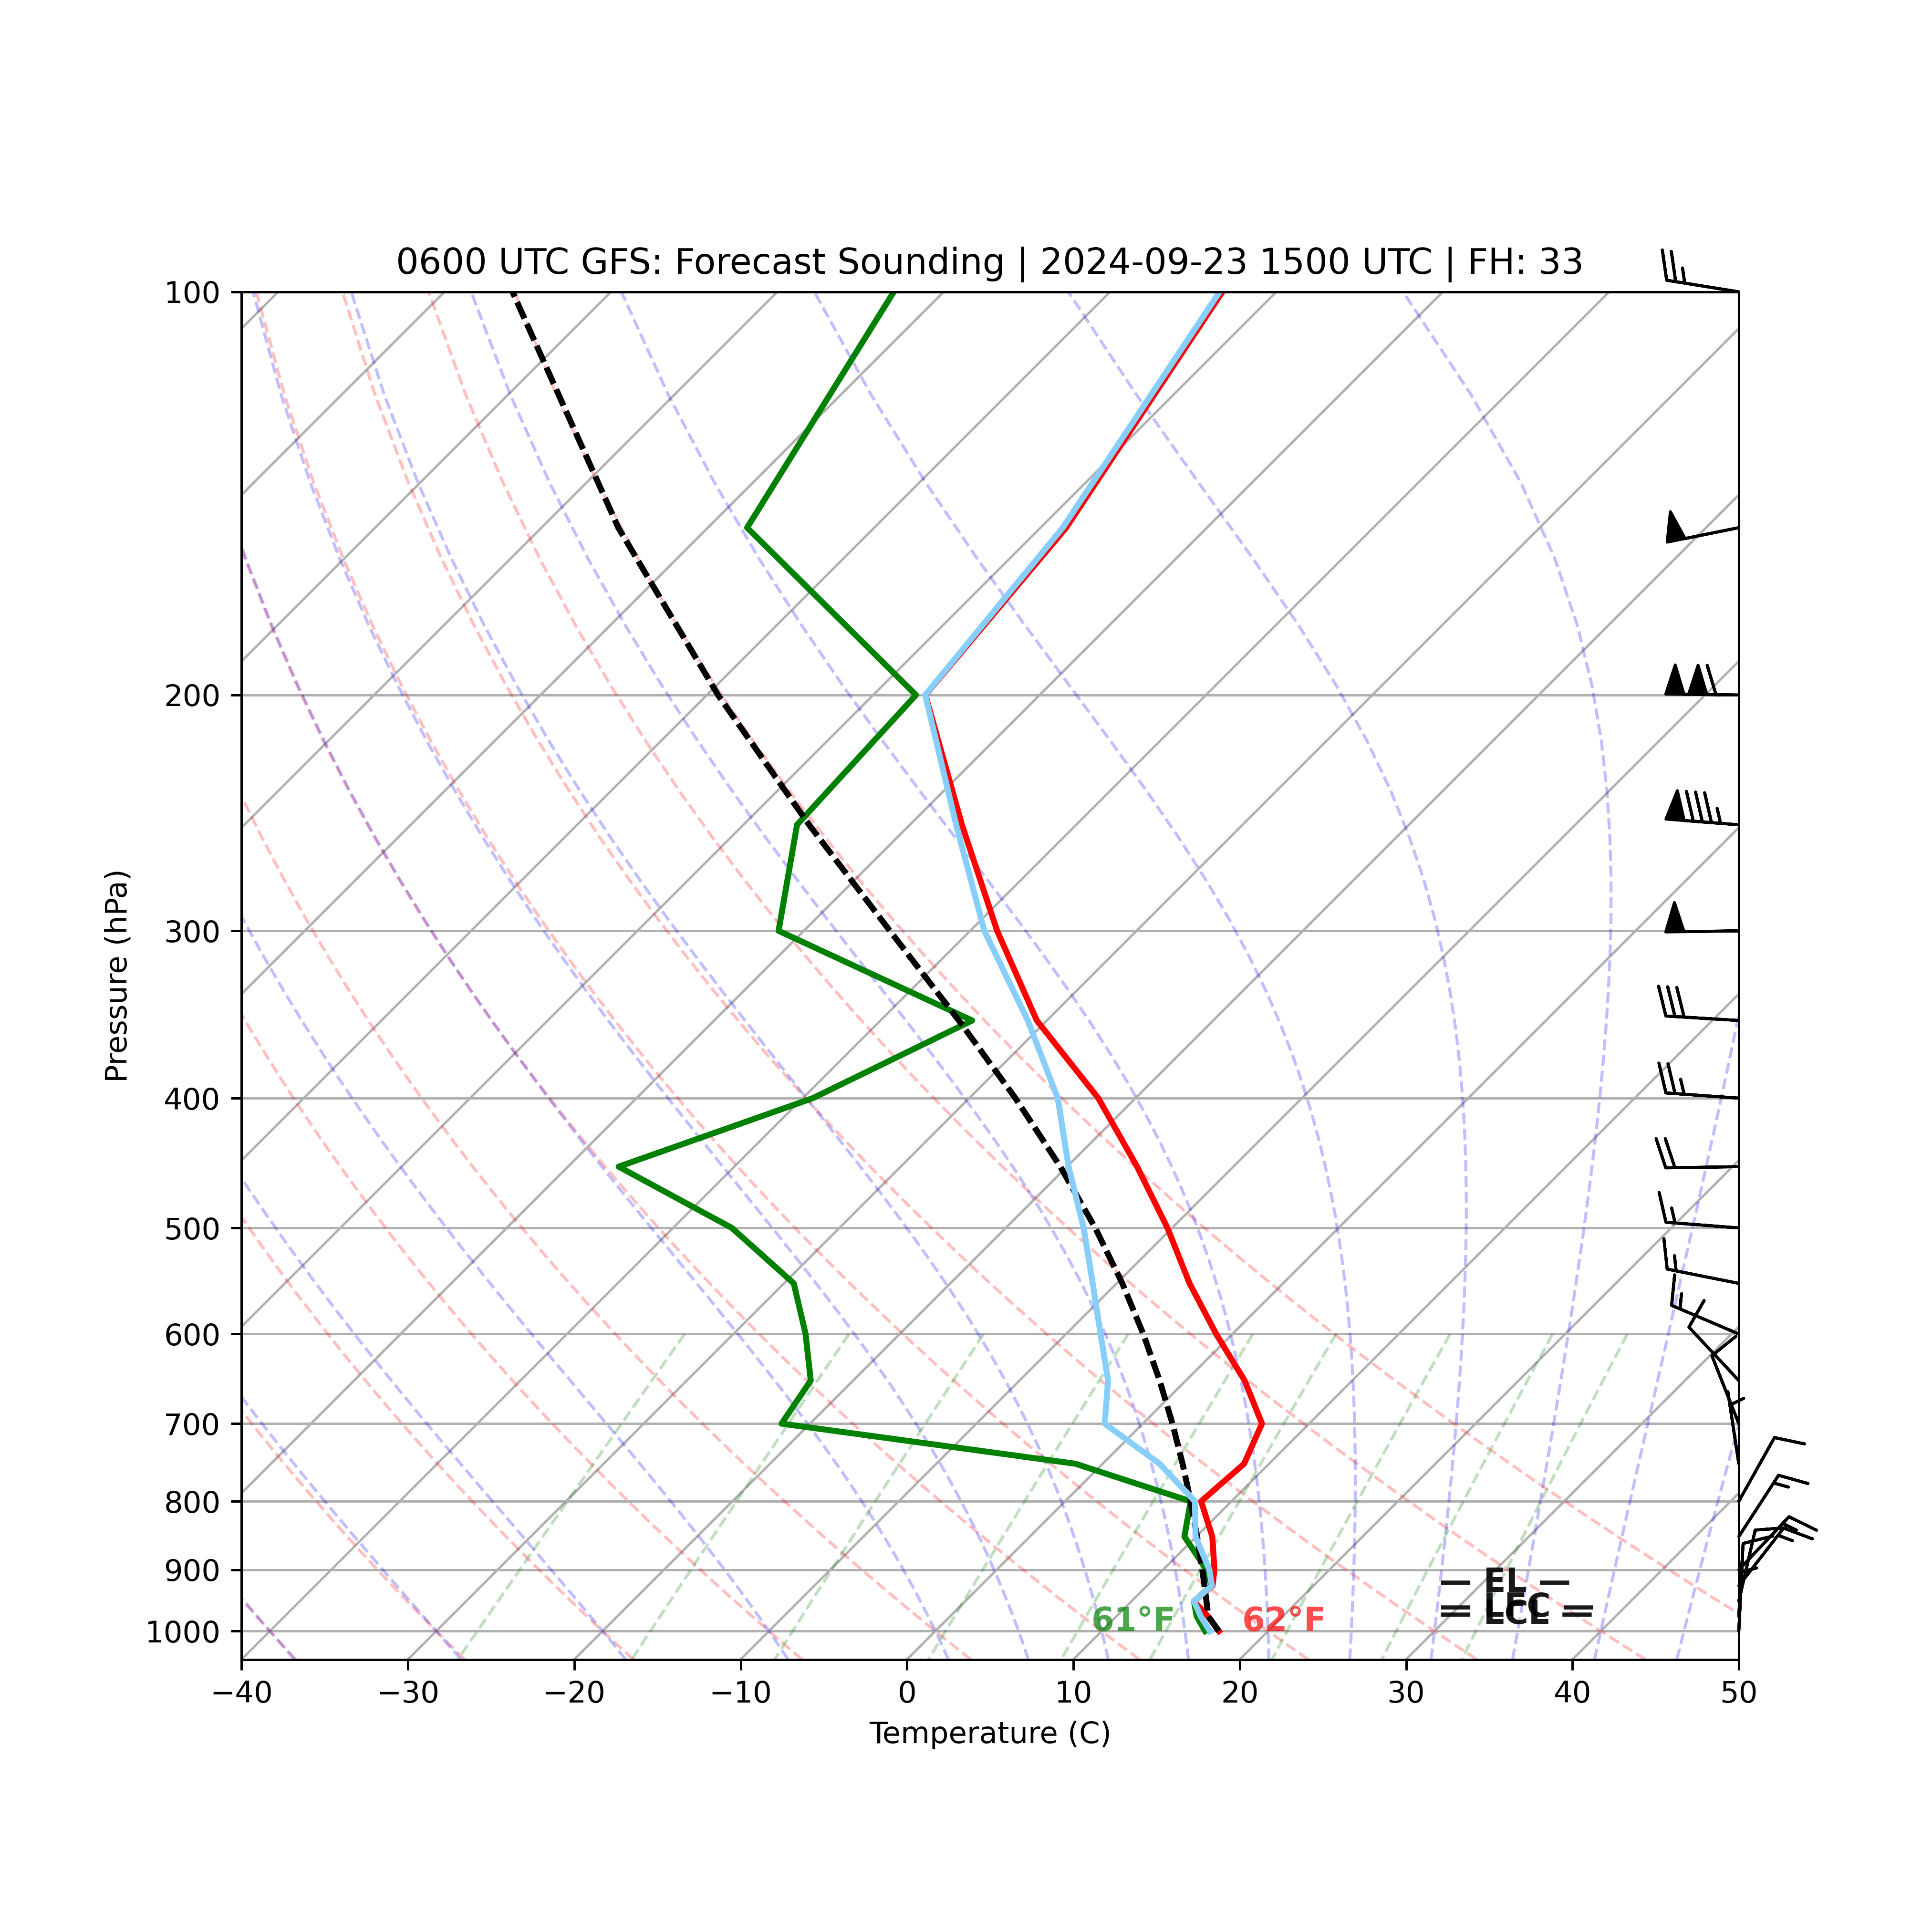 0600 UTC GFS: Forecast Sounding | 2024-09-23 1500 UTC | FH: 33
100
200
300
400
500
600
700
800
900
1000
Pressure (hPa)
— EL —
— LFC —
— LCL —
61°F
62°F
−40 −30 −20 −10 0 10 20 30 40 50
Temperature (C)